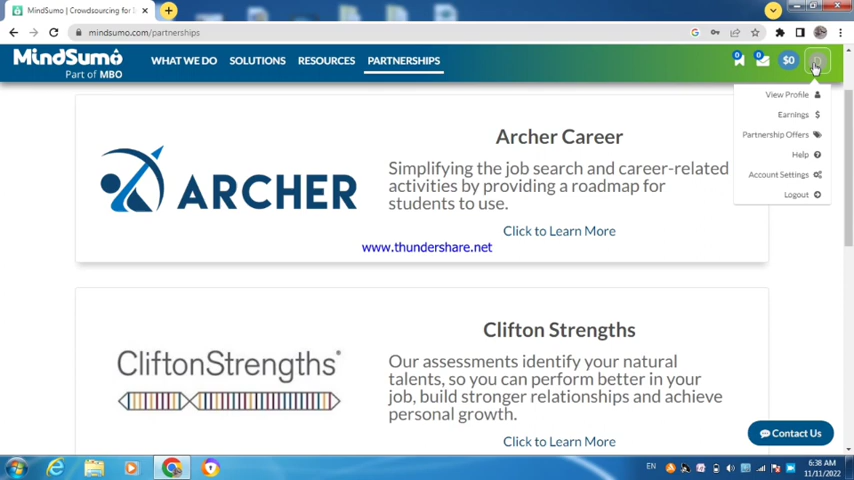 MindSumo | Crowdsourcing for
mindsumo.com/partnerships
MindSumo
Part of MBO
WHAT WE DO
SOLUTIONS
RESOURCES
PARTNERSHIPS
0
0
$0
View Profile
Earnings
$
Partnership Offers
Help
Account Settings
Logout
ARCHER
Archer Career
Simplifying the job search and career-related
activities by providing a roadmap for
students to use.
Click to Learn More
www.thundershare.net
CliftonStrengths®
Clifton Strengths
Our assessments identify your natural
talents, so you can perform better in your
job, build stronger relationships and achieve
personal growth.
Click to Learn More
Contact Us
EN
6:38 AM
11/11/2022